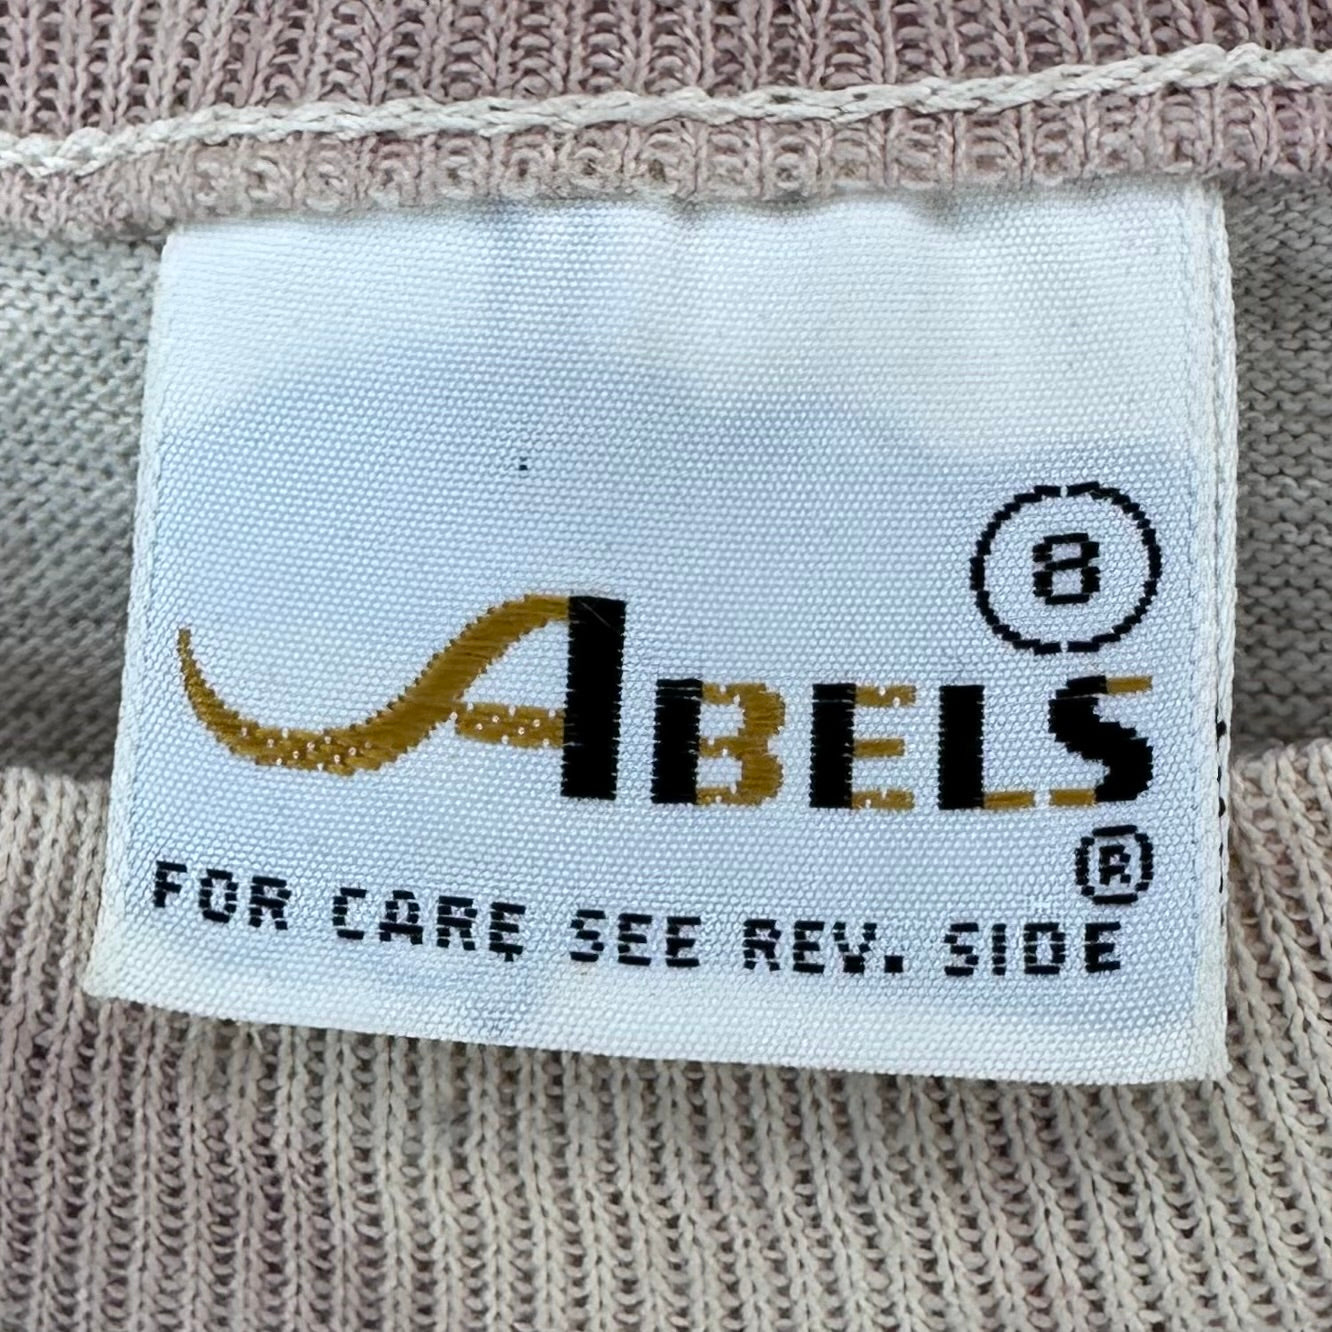 8
ABELS
®
FOR CARE SEE REV. SIDE